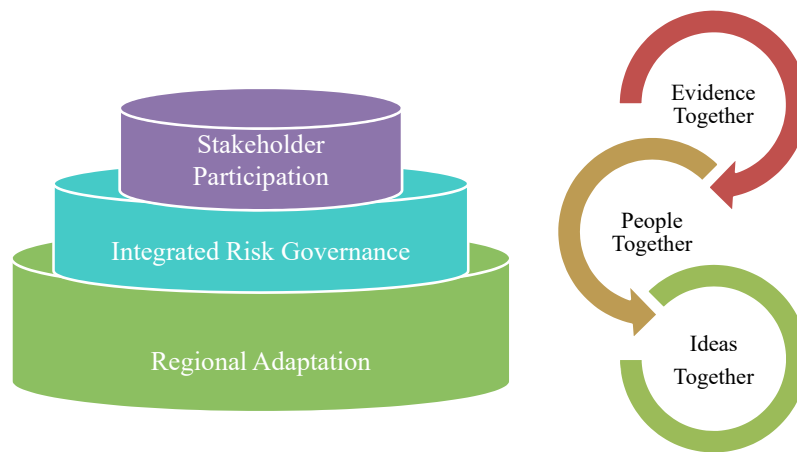 Stakeholder
Participation
Integrated Risk Governance
Regional Adaptation
Evidence
Together
People
Together
Ideas
Together